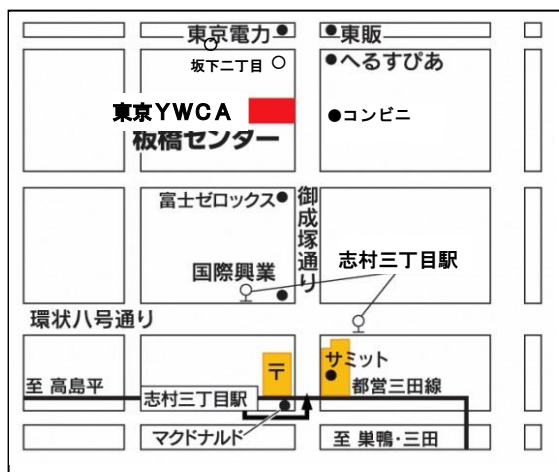 東京電力
東販
坂下二丁目
へるすぴあ
東京YWCA
板橋センター
コンビニ
富士ゼロックス
御成塚通り
国際興業
志村三丁目駅
環状八号通り
〒
サミット
至 高島平
志村三丁目駅
都営三田線
マクドナルド
至 巣鴨・三田